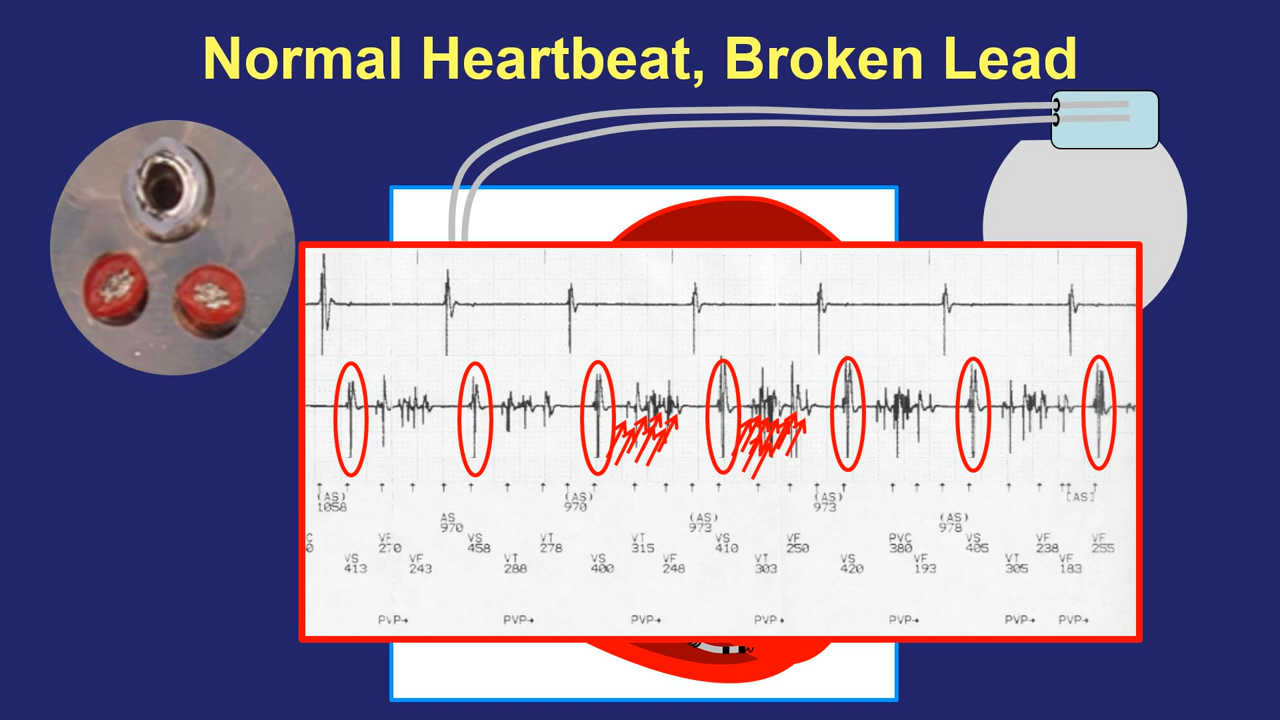 Normal Heartbeat, Broken Lead
(AS) (AS) (AS) [AS]
1058 970 973
AS (AS) (AS)
970 973 978
C VF VS VT VT VS VF PVC VS VF VF
0 270 458 278 315 410 250 380 405 238 255
VS VF VT VS VF VT VS VF VT VF
413 243 288 400 248 303 420 193 305 183
PVP→ PVP→ PVP→ PVP→ PVP→ PVP→ PVP→